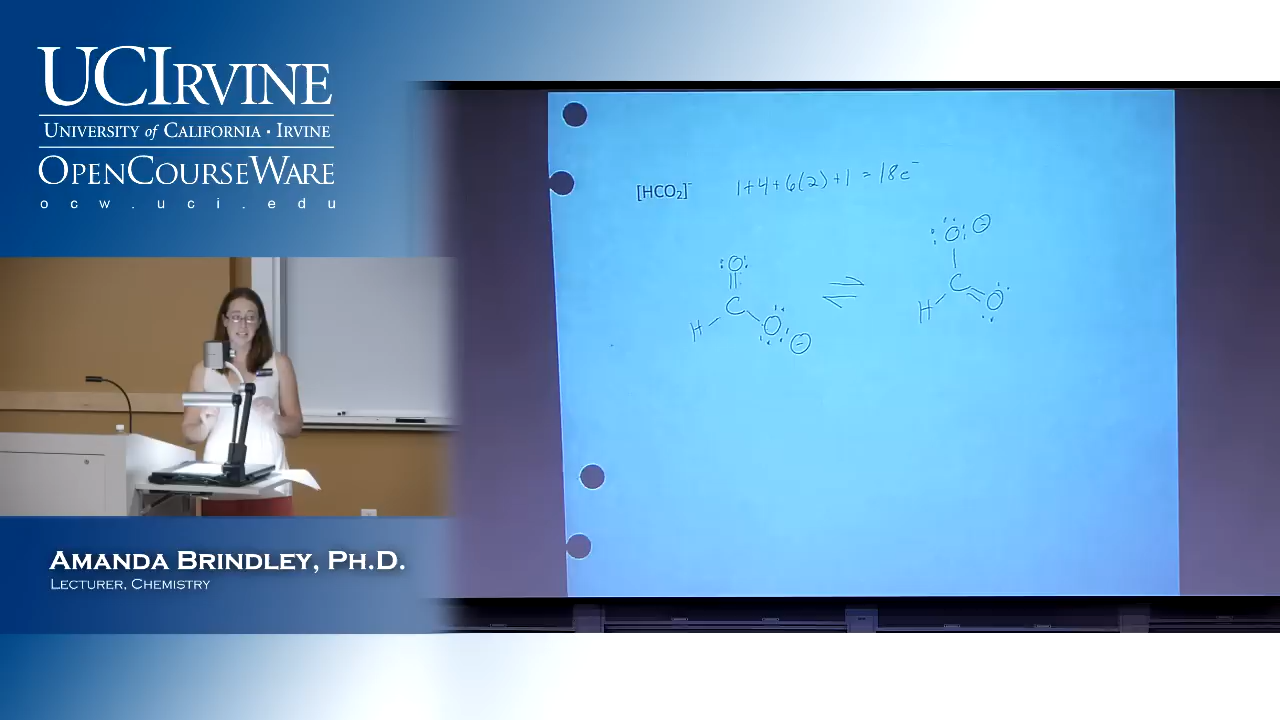 UCIRVINE
UNIVERSITY of CALIFORNIA · IRVINE
OPENCOURSEWARE
ocw.uci.edu
[HCO₂]⁻ 1+4+6(2)+1 = 18e⁻
O O ⊖
C C
H O ⊖ H O
AMANDA BRINDLEY, PH.D.
LECTURER, CHEMISTRY